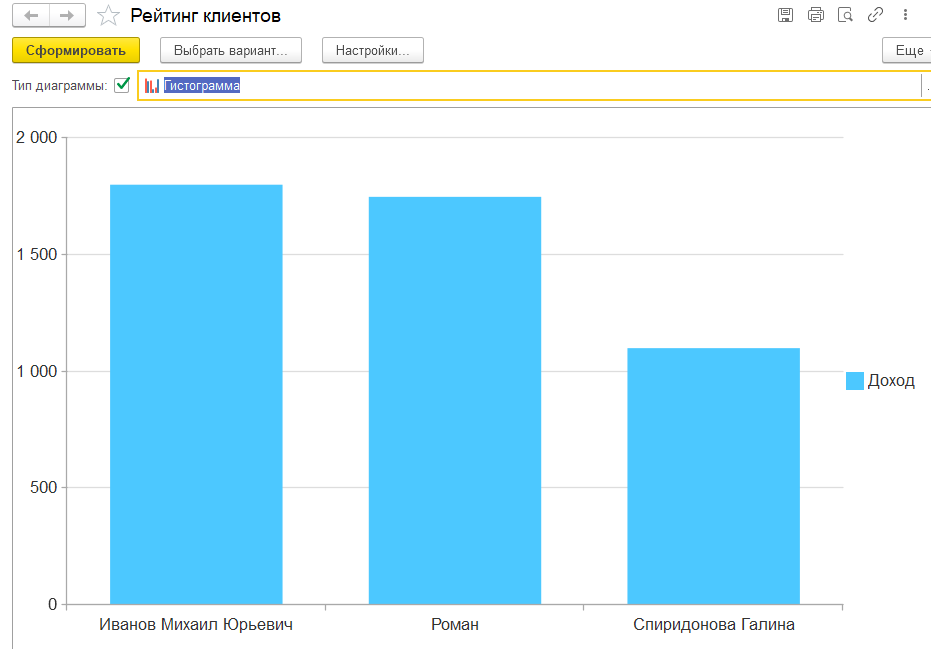 Рейтинг клиентов
Сформировать
Выбрать вариант...
Настройки...
Еще
Тип диаграммы:
Гистограмма
2 000
1 500
1 000
500
0
Доход
Иванов Михаил Юрьевич
Роман
Спиридонова Галина